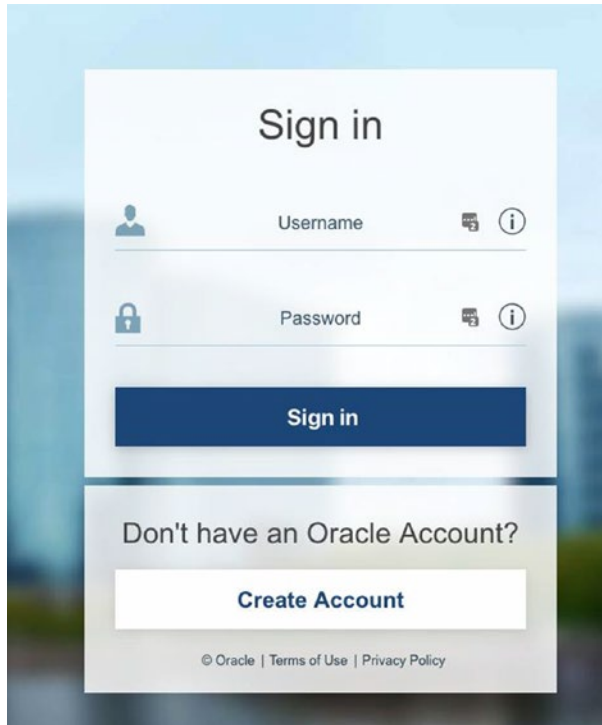 Sign in
Username
Password
Sign in
Don't have an Oracle Account?
Create Account
© Oracle | Terms of Use | Privacy Policy